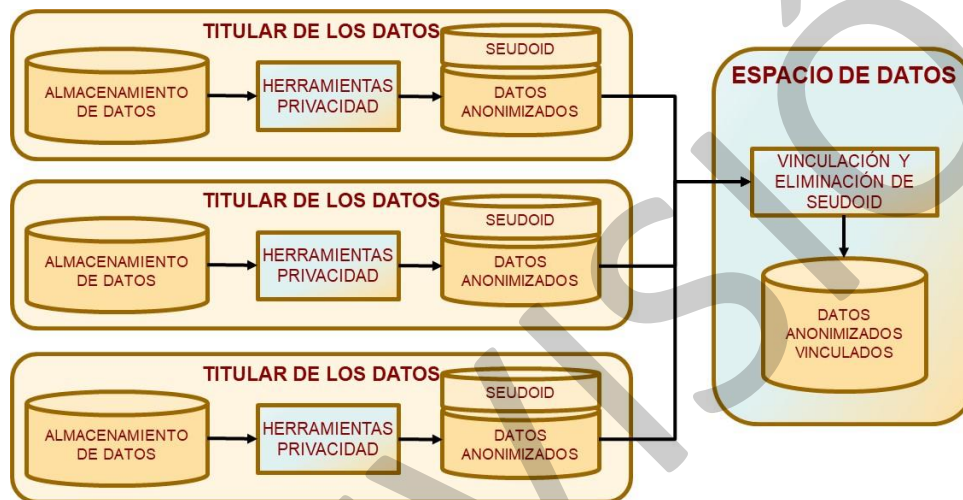 TITULAR DE LOS DATOS
ALMACENAMIENTO
DE DATOS
HERRAMIENTAS
PRIVACIDAD
SEUDOID
DATOS
ANONIMIZADOS
TITULAR DE LOS DATOS
ALMACENAMIENTO
DE DATOS
HERRAMIENTAS
PRIVACIDAD
SEUDOID
DATOS
ANONIMIZADOS
TITULAR DE LOS DATOS
ALMACENAMIENTO
DE DATOS
HERRAMIENTAS
PRIVACIDAD
SEUDOID
DATOS
ANONIMIZADOS
ESPACIO DE DATOS
VINCULACIÓN Y
ELIMINACIÓN DE
SEUDOID
DATOS
ANONIMIZADOS
VINCULADOS